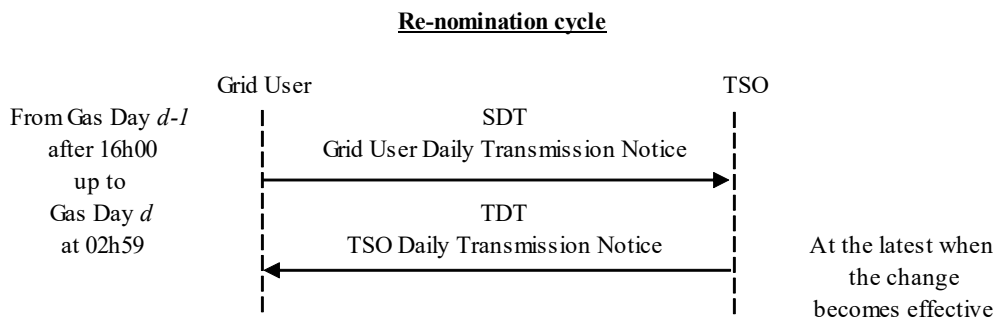 Re-nomination cycle
Grid User
TSO
From Gas Day d-1
after 16h00
up to
Gas Day d
at 02h59
SDT
Grid User Daily Transmission Notice
TDT
TSO Daily Transmission Notice
At the latest when
the change
becomes effective